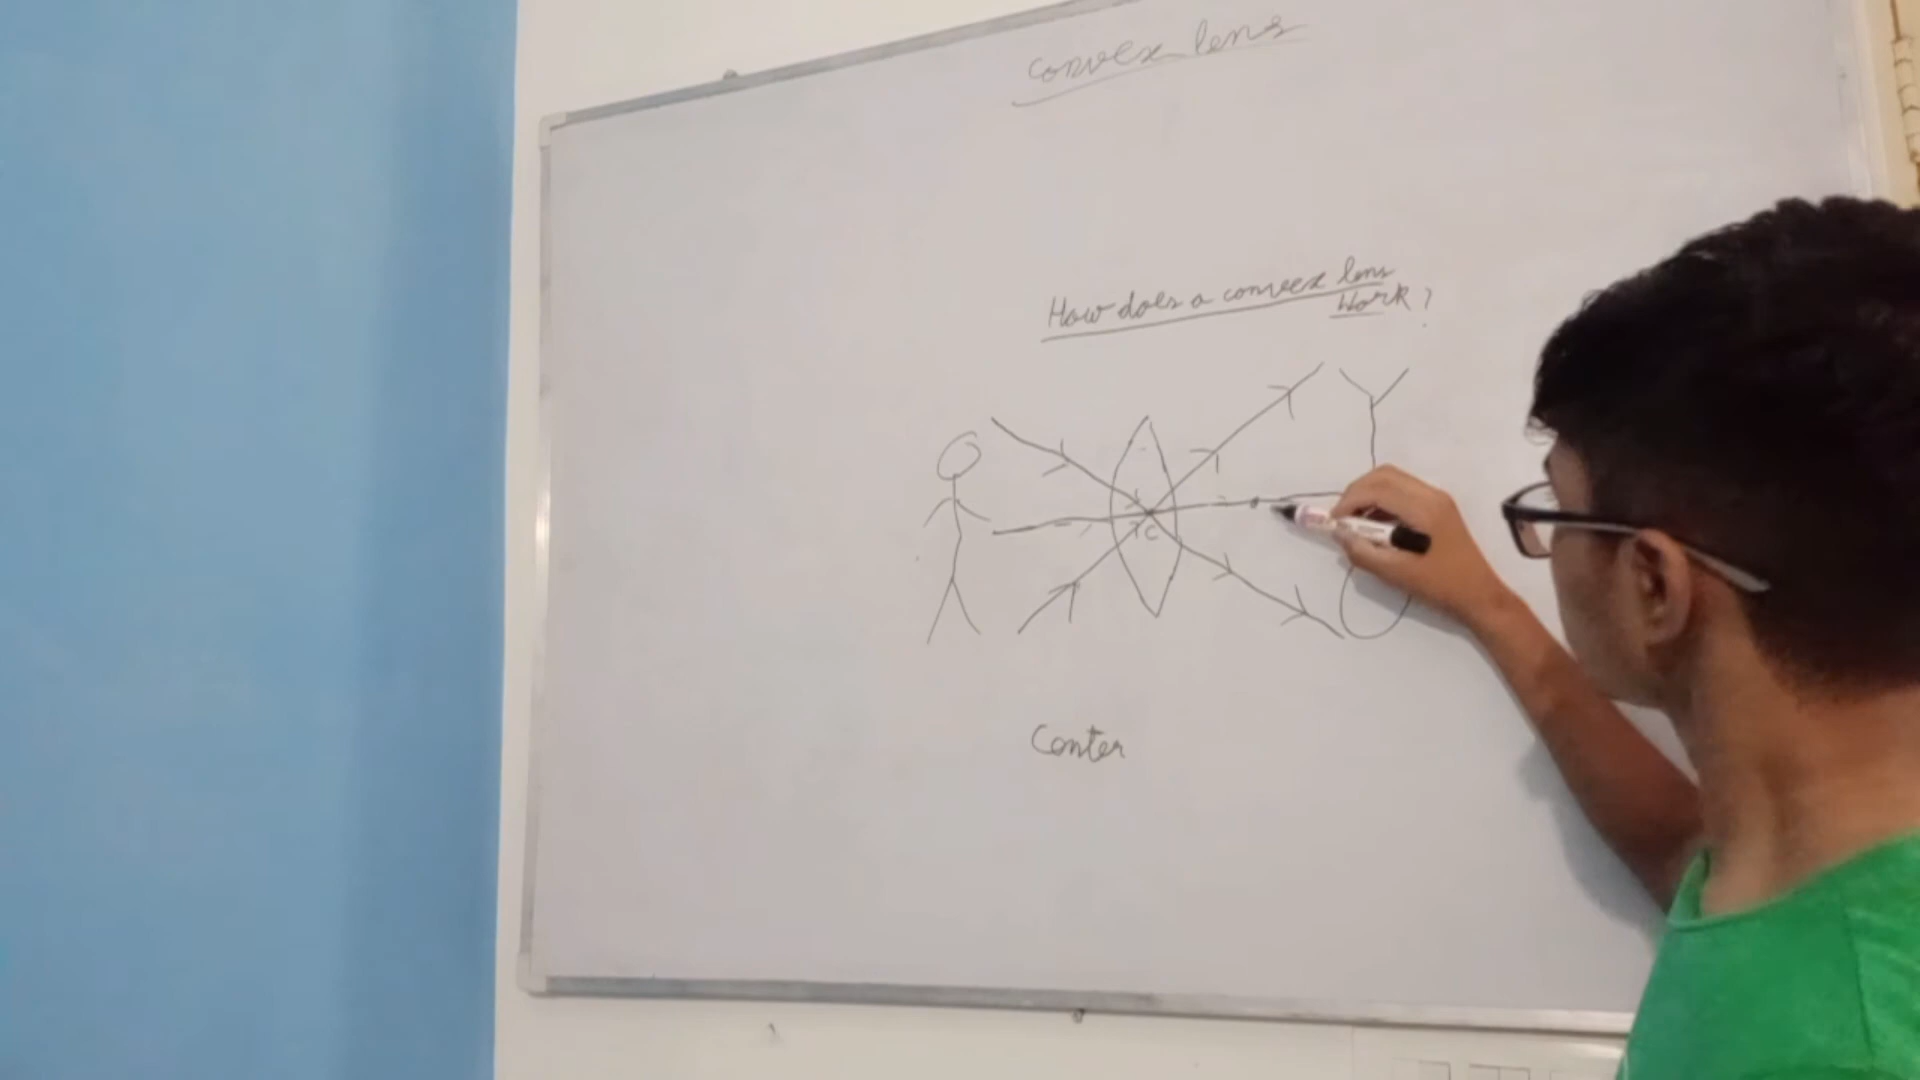 Convex lens
How does a convex lens
Work?
C
Center